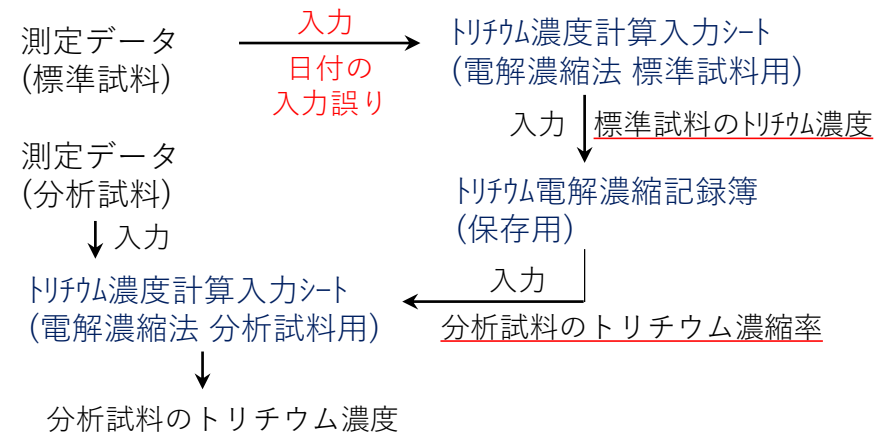 測定データ
(標準試料)
入力
日付の
入力誤り
ﾄﾘﾁｳﾑ濃度計算入力ｼｰﾄ
(電解濃縮法 標準試料用)
入力
標準試料のﾄﾘﾁｳﾑ濃度
測定データ
(分析試料)
入力
ﾄﾘﾁｳﾑ電解濃縮記録簿
(保存用)
入力
分析試料のトリチウム濃縮率
ﾄﾘﾁｳﾑ濃度計算入力ｼｰﾄ
(電解濃縮法 分析試料用)
分析試料のトリチウム濃度